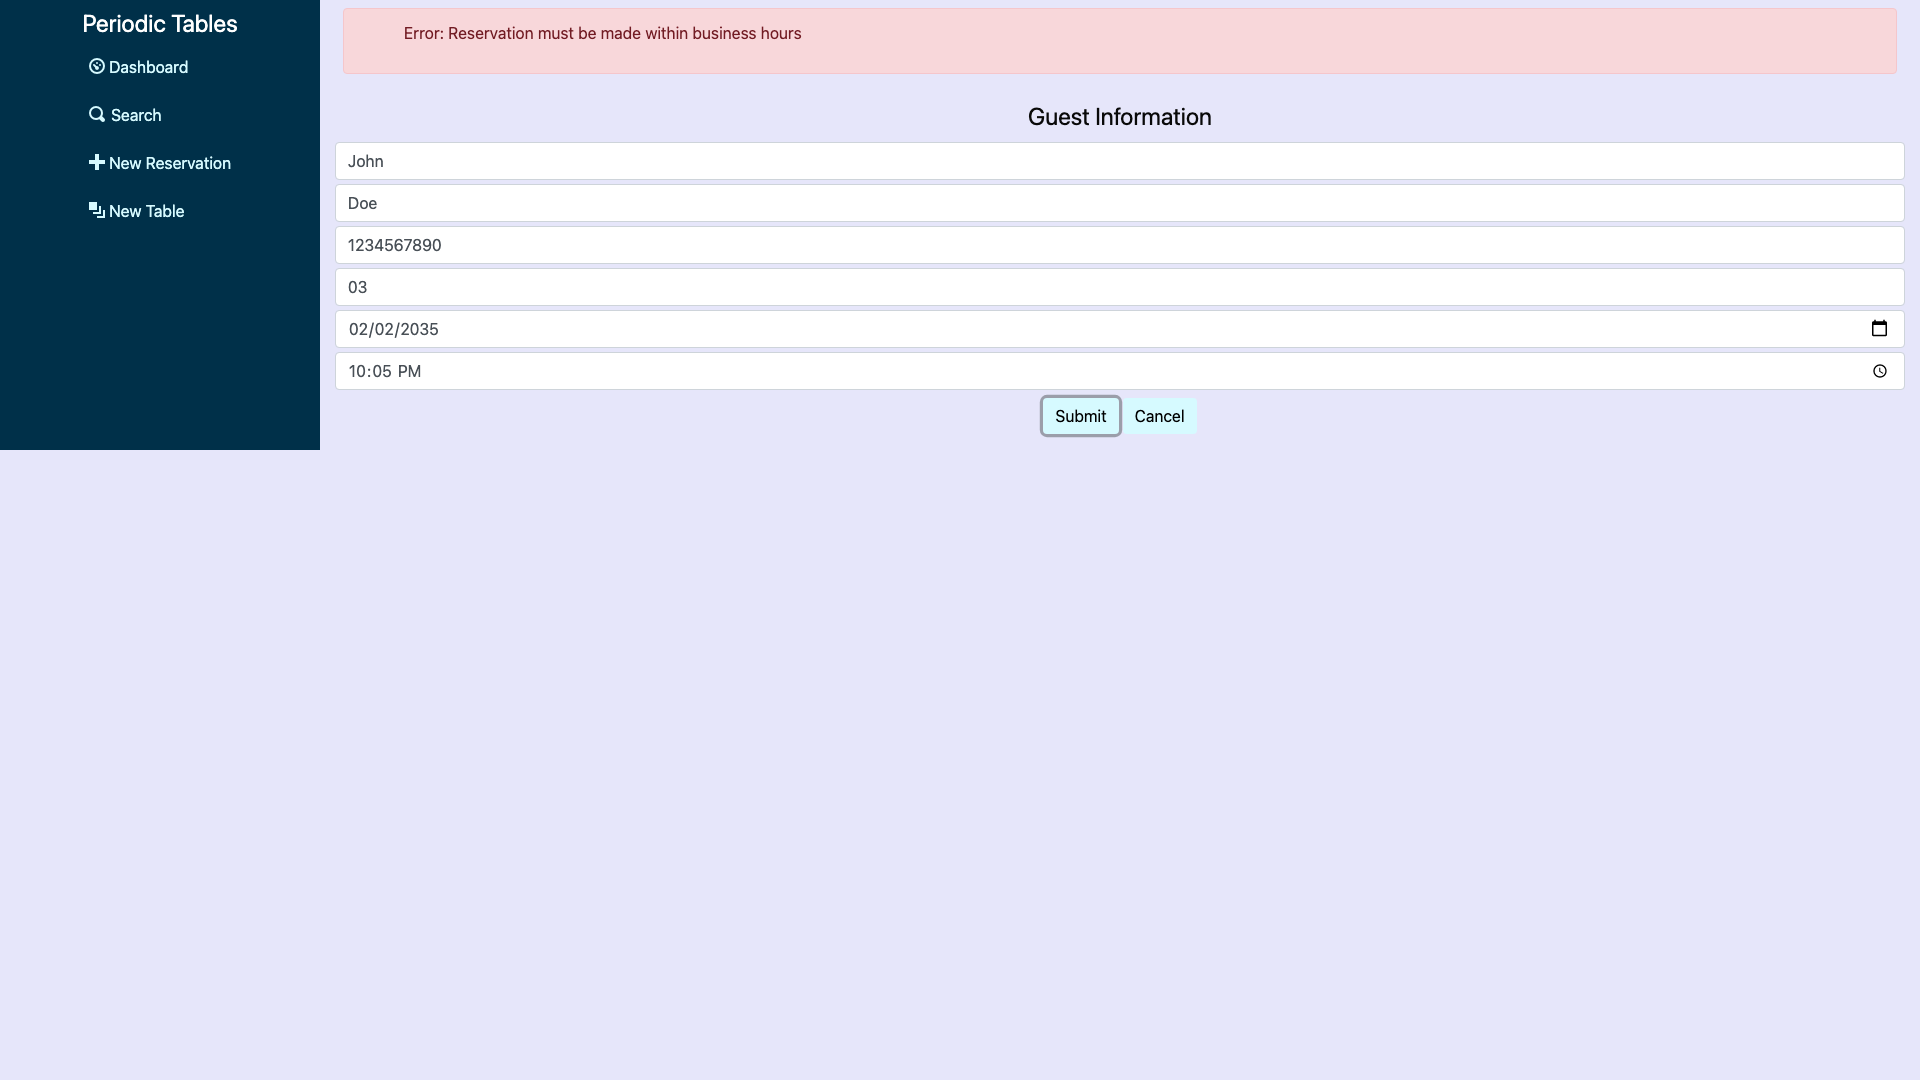 Periodic Tables
Dashboard
Search
New Reservation
New Table
Error: Reservation must be made within business hours
Guest Information
John
Doe
1234567890
03
02/02/2035
10:05 PM
Submit
Cancel